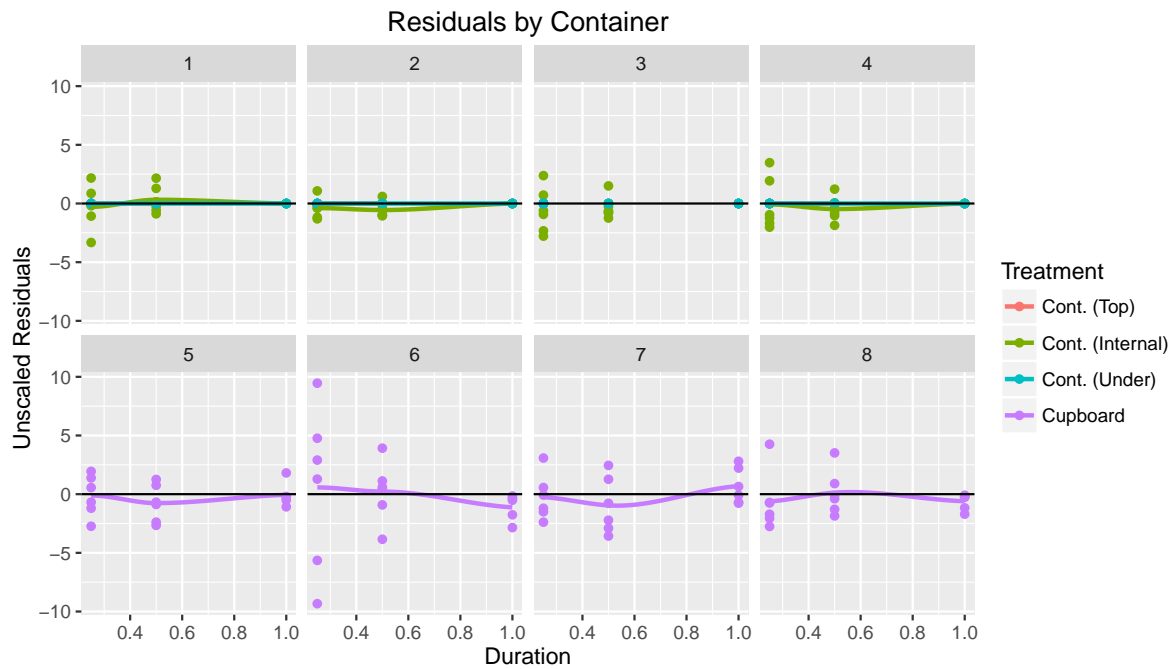 Residuals by Container
1 2 3 4
10
5
0
−5
−10
5 6 7 8
10
5
0
−5
−10
0.4 0.6 0.8 1.0 0.4 0.6 0.8 1.0 0.4 0.6 0.8 1.0 0.4 0.6 0.8 1.0
Duration
Unscaled Residuals
Treatment
Cont. (Top)
Cont. (Internal)
Cont. (Under)
Cupboard